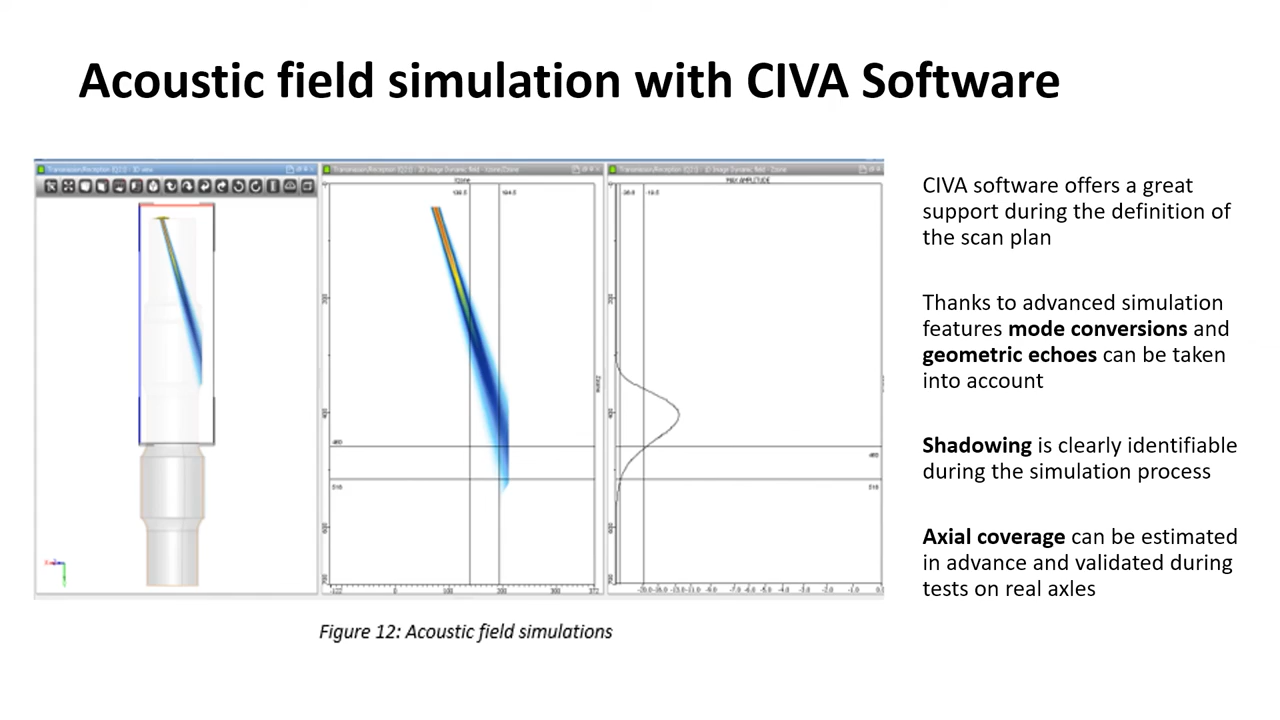 Acoustic field simulation with CIVA Software
CIVA software offers a great
support during the definition of
the scan plan
Thanks to advanced simulation
features mode conversions and
geometric echoes can be taken
into account
Shadowing is clearly identifiable
during the simulation process
Axial coverage can be estimated
in advance and validated during
tests on real axles
MAX AMPLITUDE
Figure 12: Acoustic field simulations